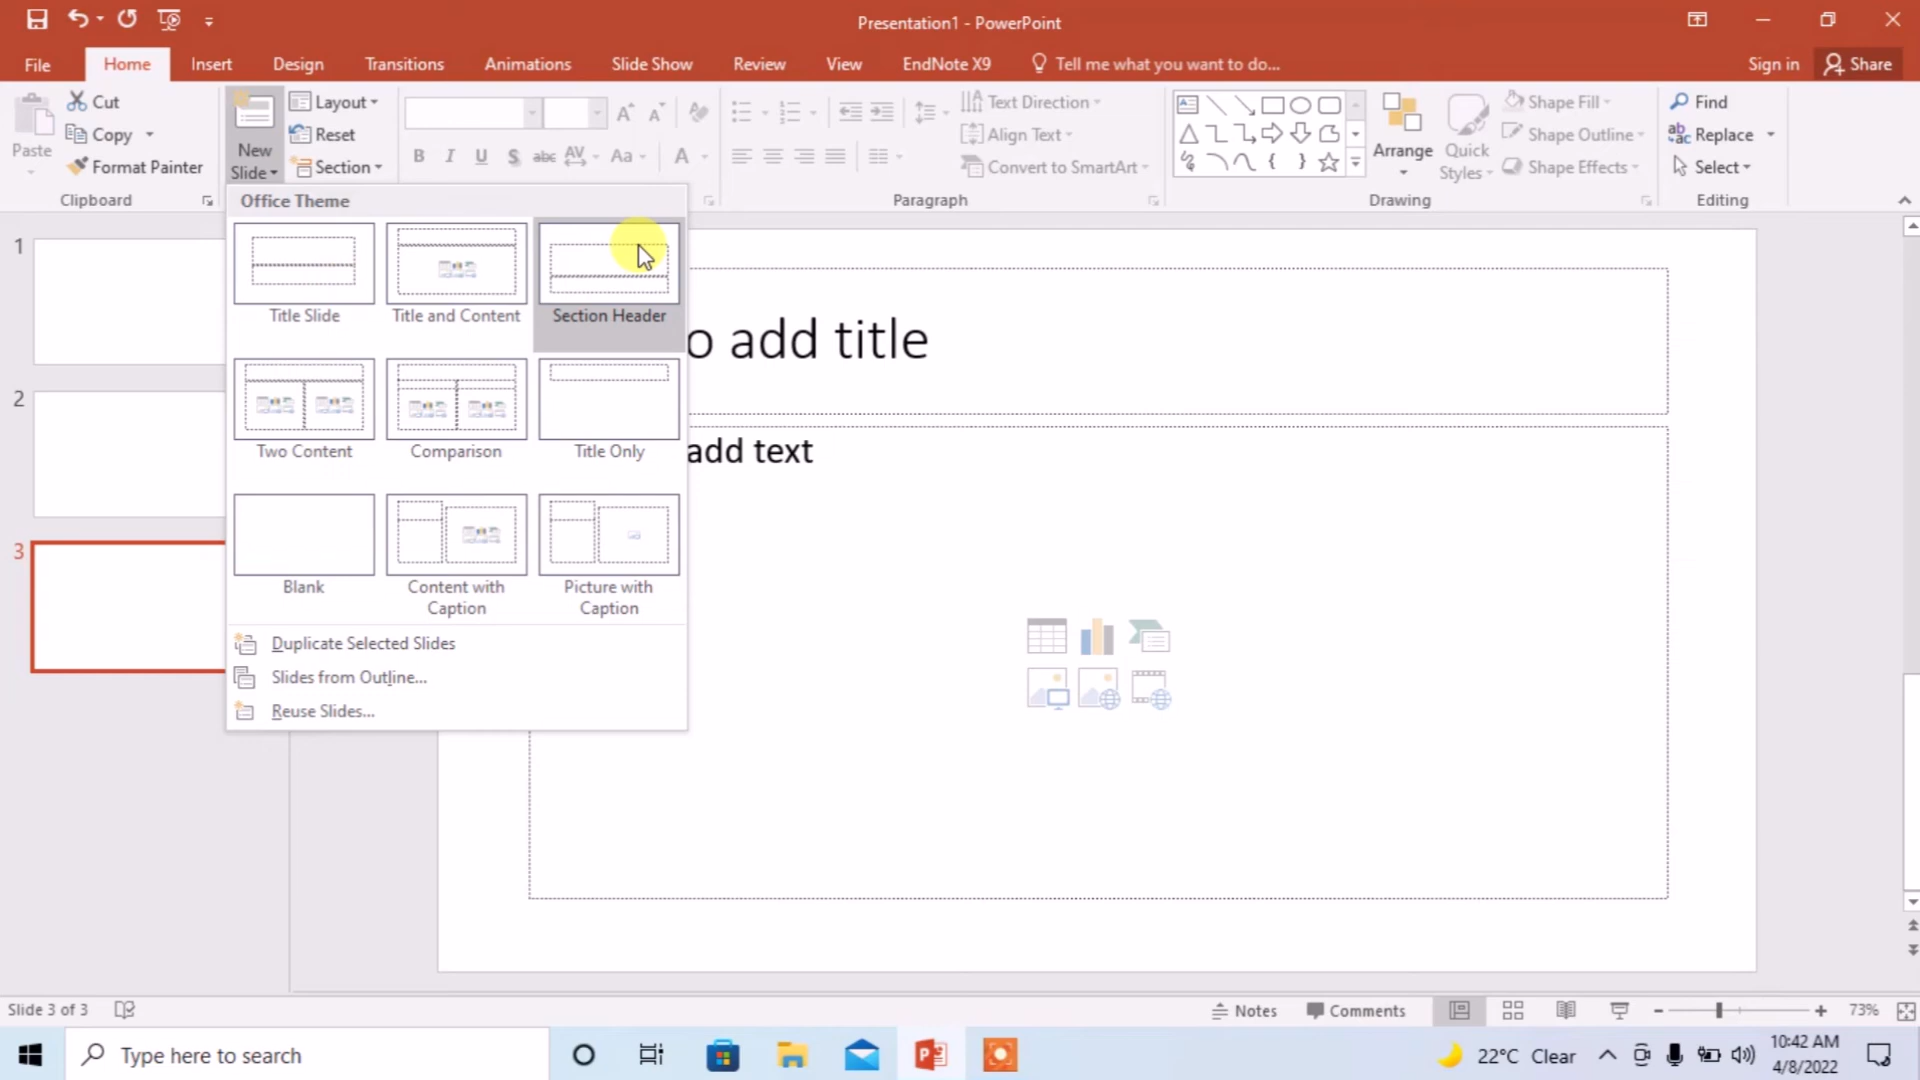 Presentation1 - PowerPoint
File Home Insert Design Transitions Animations Slide Show Review View EndNote X9 Tell me what you want to do... Sign in Share
Paste
Cut
Copy
Format Painter
Clipboard
New
Slide
Layout
Reset
Section
B I U S abc AV Aa A
Text Direction
Align Text
Convert to SmartArt
Paragraph
Arrange
Quick
Styles
Shape Fill
Shape Outline
Shape Effects
Drawing
Find
Replace
Select
Editing
Office Theme
Title Slide Title and Content Section Header
Two Content Comparison Title Only
Blank Content with
Caption Picture with
Caption
Duplicate Selected Slides
Slides from Outline...
Reuse Slides...
1
2
3
o add title
add text
Slide 3 of 3 Notes Comments 73%
Type here to search 22°C Clear 10:42 AM
4/8/2022